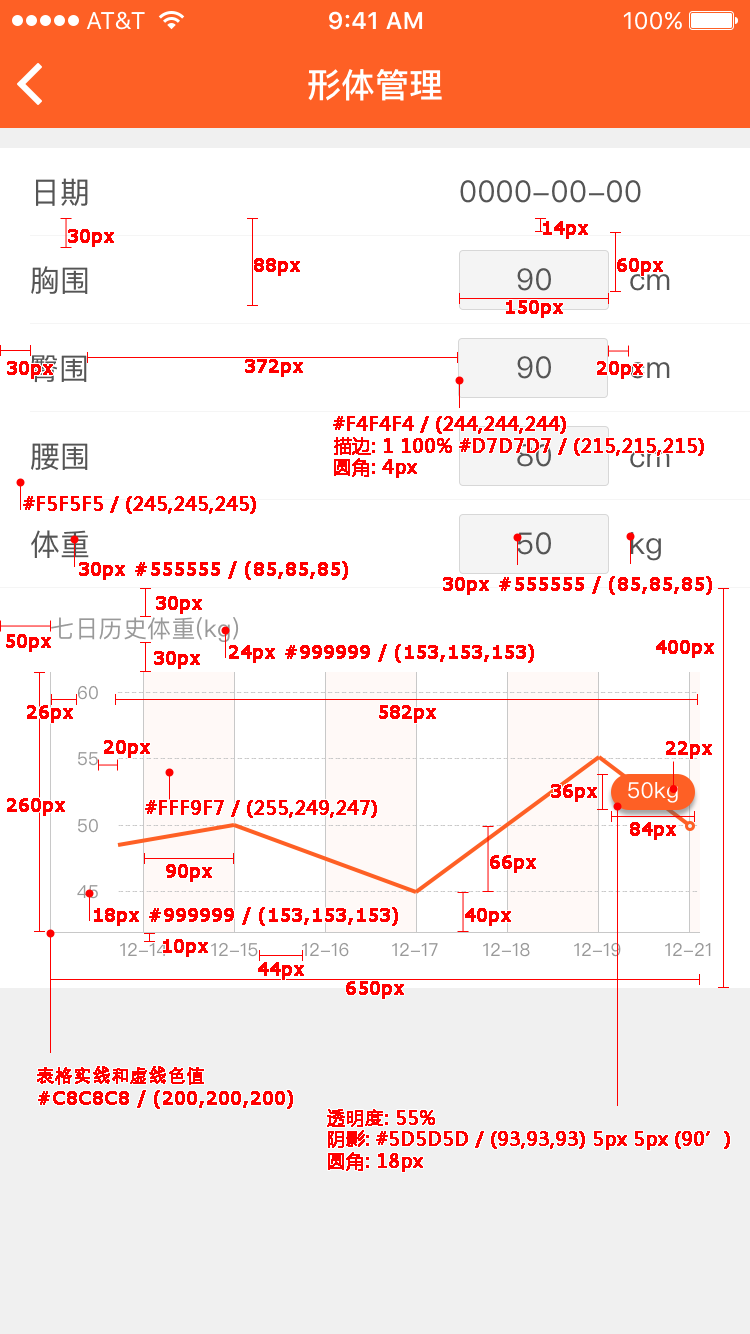 AT&T 9:41 AM 100%
形体管理
日期 0000-00-00
30px 14px
88px 60px
胸围 90 cm
150px
臀围 90 cm
30px 372px 20px
#F4F4F4 / (244,244,244)
描边: 1 100% #D7D7D7 / (215,215,215)
腰围 80 cm
圆角: 4px
#F5F5F5 / (245,245,245)
体重 50 kg
30px #555555 / (85,85,85)
30px #555555 / (85,85,85)
30px
七日历史体重(kg)
50px
24px #999999 / (153,153,153)
400px
30px
60
26px 582px
20px 22px
55
50kg
36px
260px
#FFF9F7 / (255,249,247)
50
84px
66px
90px
45
18px #999999 / (153,153,153)
40px
10px
12-14 12-15 12-16 12-17 12-18 12-19 12-21
44px
650px
表格实线和虚线色值
#C8C8C8 / (200,200,200)
透明度: 55%
阴影: #5D5D5D / (93,93,93) 5px 5px (90′)
圆角: 18px